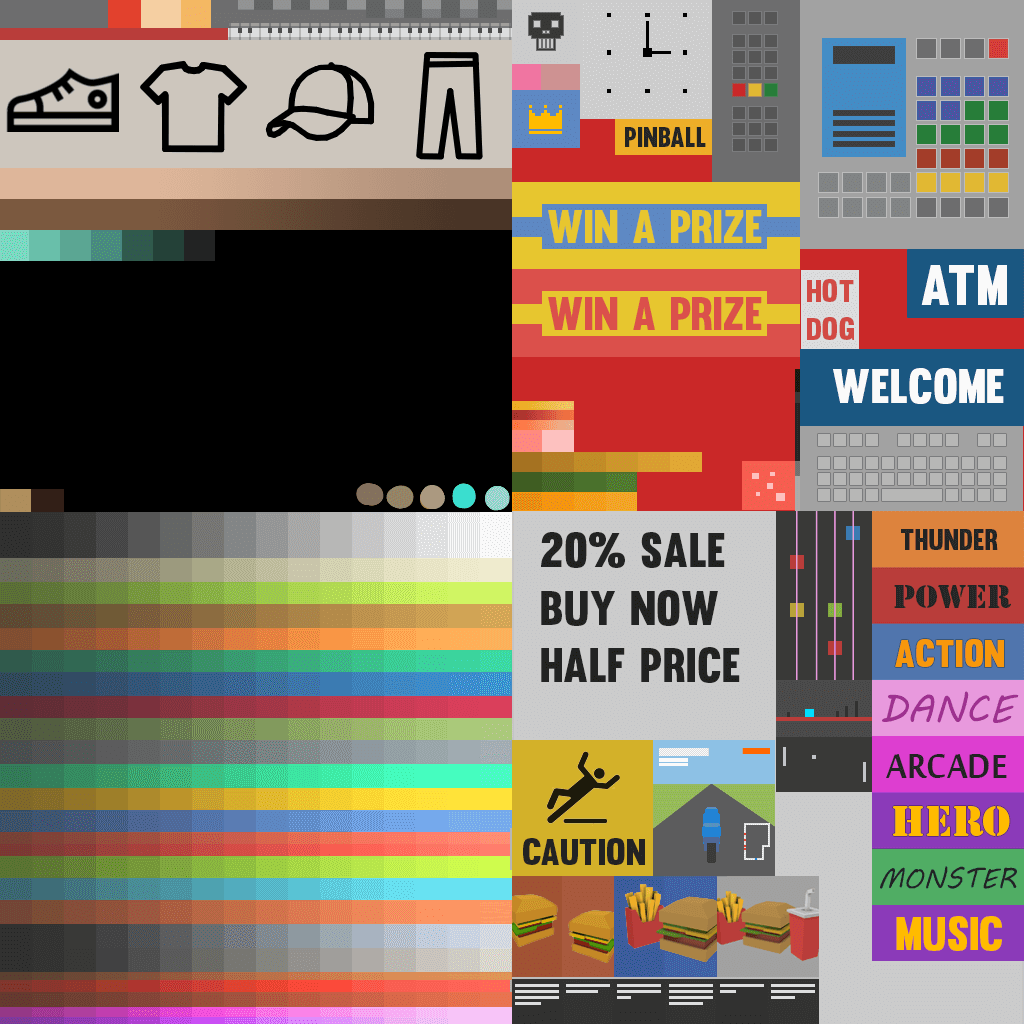 PINBALL
WIN A PRIZE
WIN A PRIZE
HOT
DOG
ATM
WELCOME
20% SALE
BUY NOW
HALF PRICE
CAUTION
THUNDER
POWER
ACTION
DANCE
ARCADE
HERO
MONSTER
MUSIC